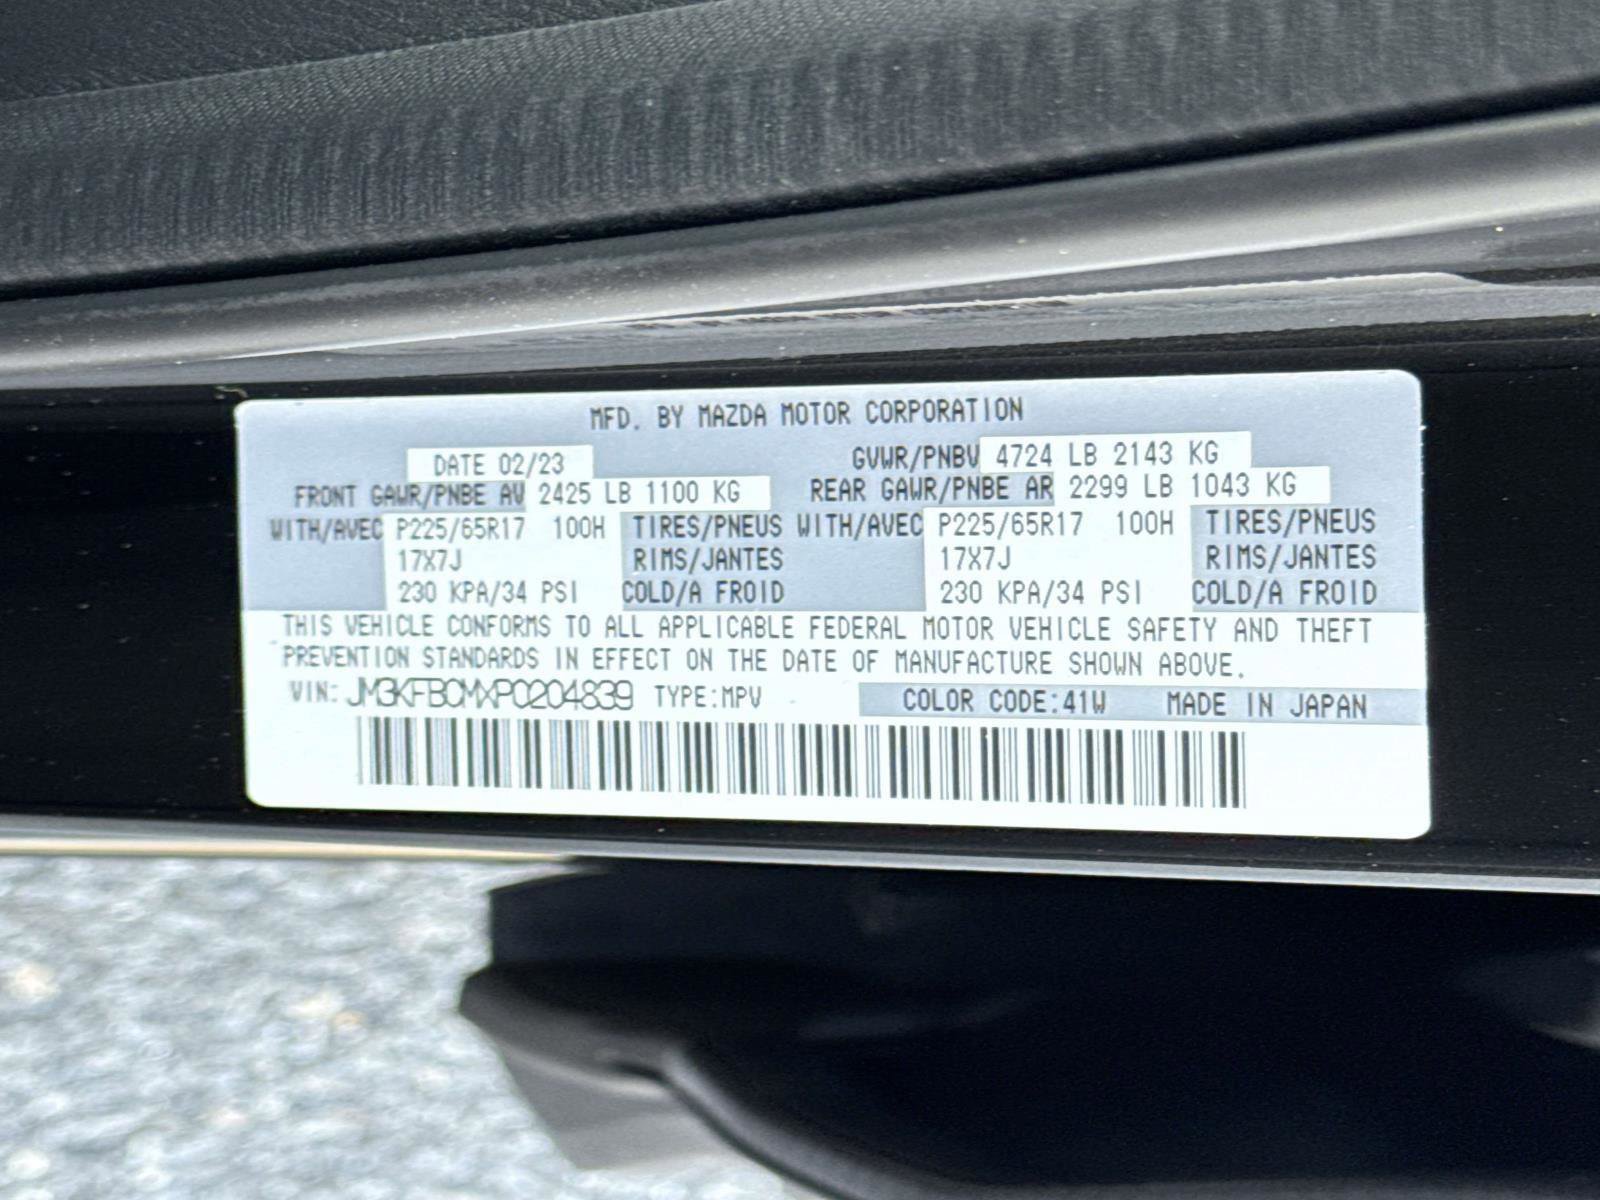 MFD. BY MAZDA MOTOR CORPORATION
DATE 02/23 GVWR/PNBV 4724 LB 2143 KG
FRONT GAWR/PNBE AV 2425 LB 1100 KG REAR GAWR/PNBE AR 2299 LB 1043 KG
WITH/AVEC P225/65R17 100H TIRES/PNEUS WITH/AVEC P225/65R17 100H TIRES/PNEUS
17X7J RIMS/JANTES 17X7J RIMS/JANTES
230 KPA/34 PSI COLD/A FROID 230 KPA/34 PSI COLD/A FROID
THIS VEHICLE CONFORMS TO ALL APPLICABLE FEDERAL MOTOR VEHICLE SAFETY AND THEFT
PREVENTION STANDARDS IN EFFECT ON THE DATE OF MANUFACTURE SHOWN ABOVE.
VIN: JM3KFBCMXP0204839 TYPE:MPV COLOR CODE:41W MADE IN JAPAN